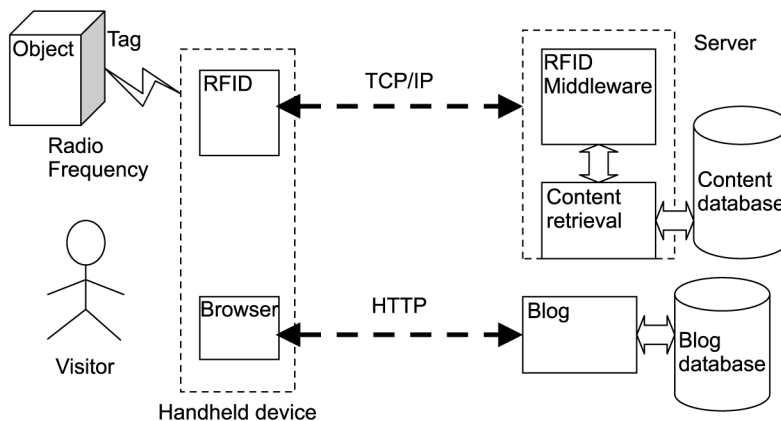 Object
Tag
Radio
Frequency
Visitor
RFID
Browser
Handheld device
TCP/IP
HTTP
Server
RFID
Middleware
Content
retrieval
Content
database
Blog
Blog
database